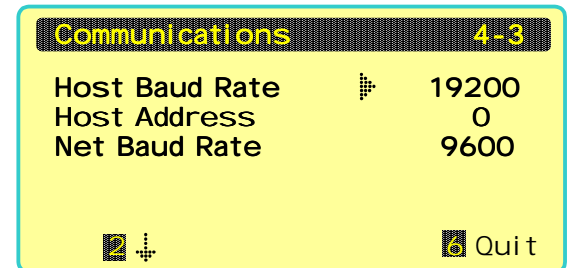 Communications 4-3
Host Baud Rate 19200
Host Address 0
Net Baud Rate 9600
2 6 Quit